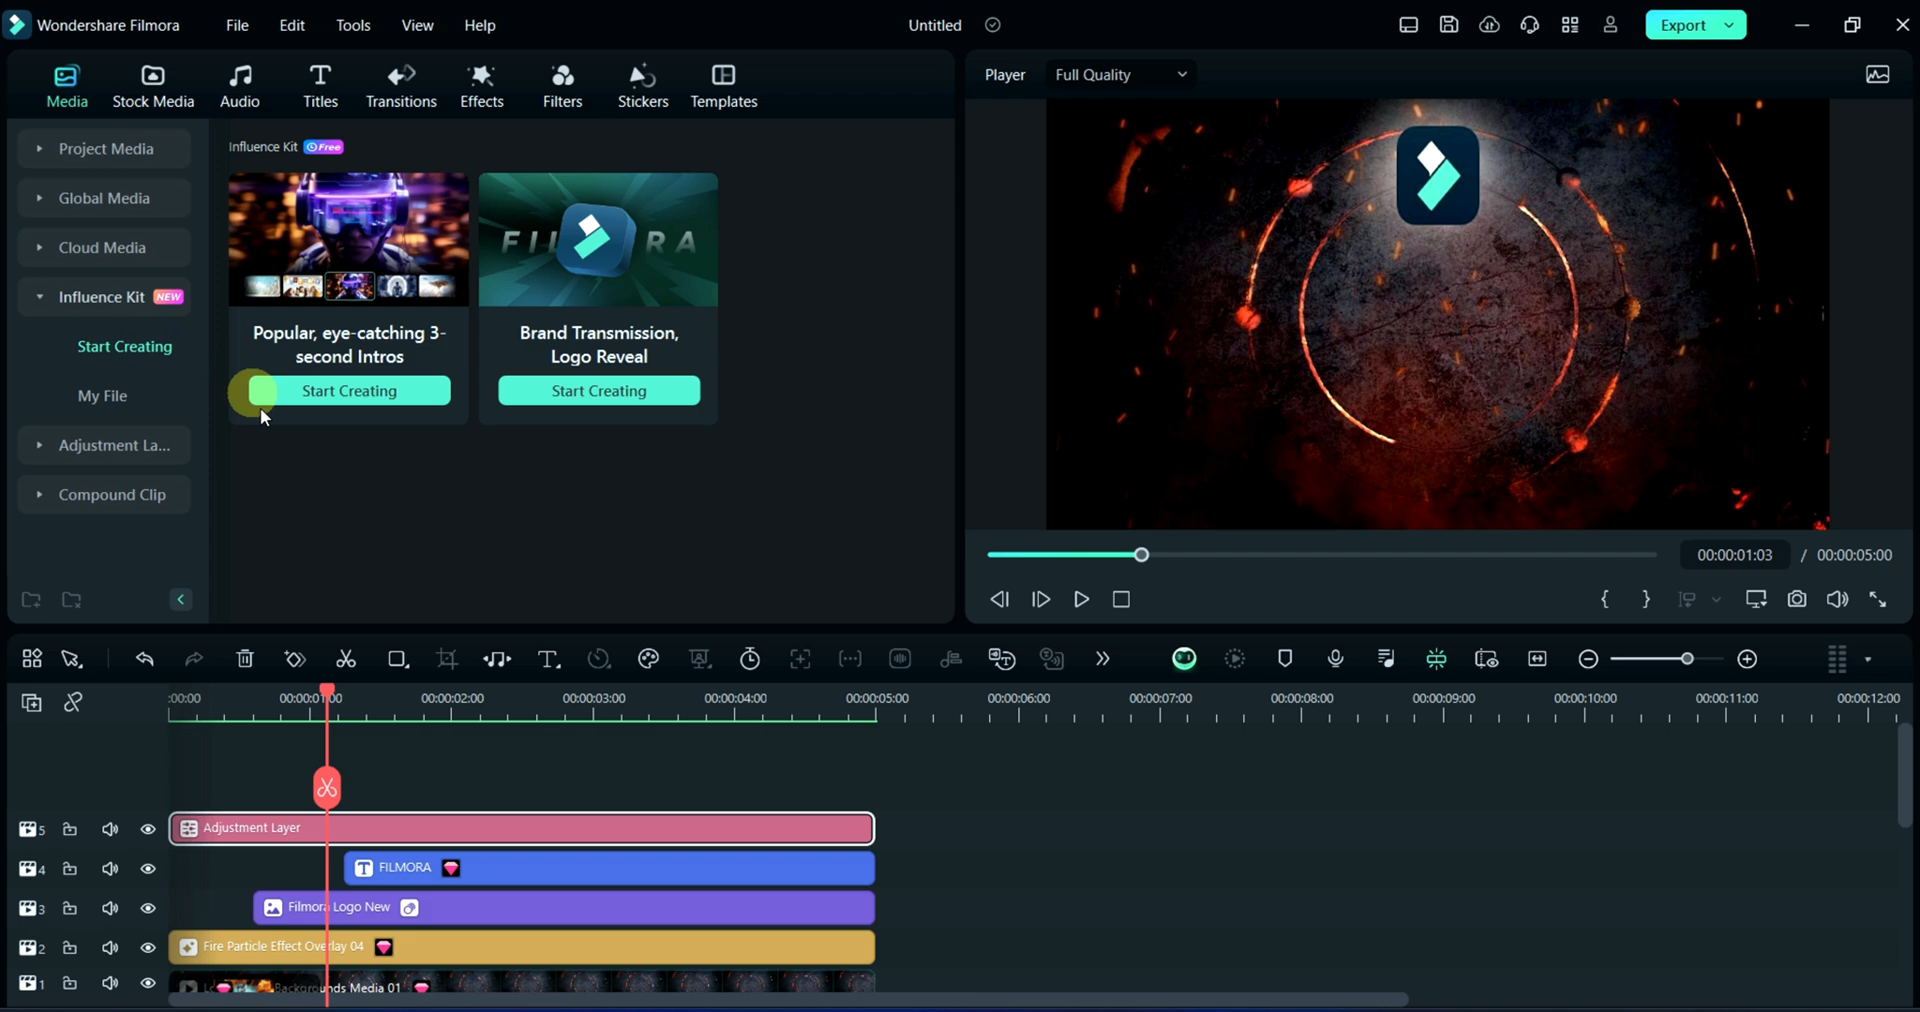 Wondershare Filmora
File
Edit
Tools
View
Help
Untitled
Export
Media
Stock Media
Audio
Titles
Transitions
Effects
Filters
Stickers
Templates
Player
Full Quality
Project Media
Global Media
Cloud Media
Influence Kit NEW
Start Creating
My File
Adjustment La...
Compound Clip
Influence Kit Free
Popular, eye-catching 3-
second Intros
Start Creating
FIL RA
Brand Transmission,
Logo Reveal
Start Creating
00:00:01:03 / 00:00:05:00
:00:00
00:00:01:00
00:00:02:00
00:00:03:00
00:00:04:00
00:00:05:00
00:00:06:00
00:00:07:00
00:00:08:00
00:00:09:00
00:00:10:00
00:00:11:00
00:00:12:00
5
Adjustment Layer
4
FILMORA
3
Filmora Logo New
2
Fire Particle Effect Overlay 04
1
Backgrounds Media 01